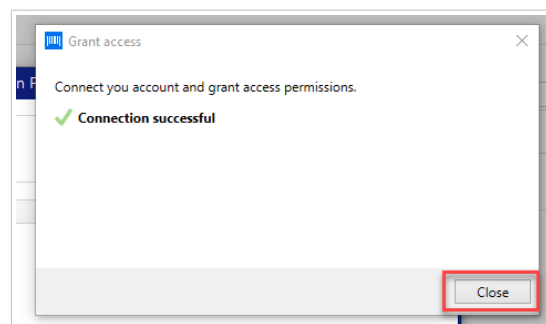 Grant access
n F
Connect you account and grant access permissions.
Connection successful
Close